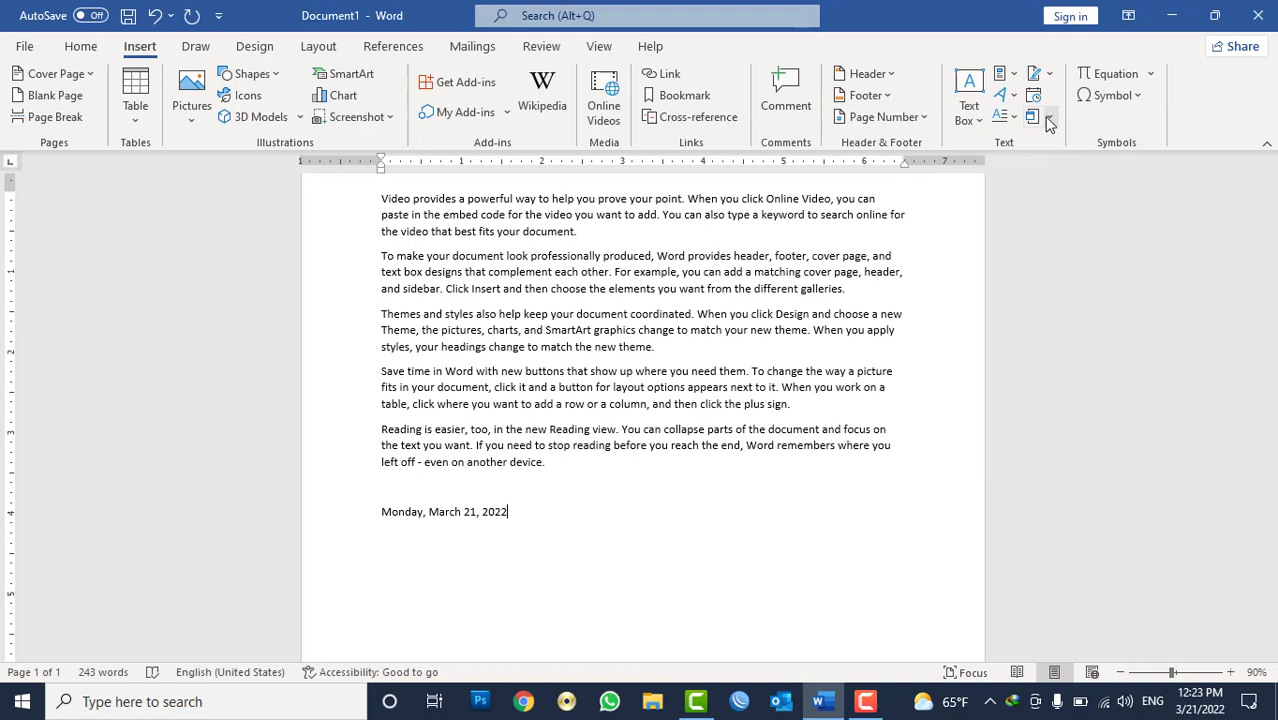 AutoSave Off Document1 - Word Search (Alt+Q) Sign in
File Home Insert Draw Design Layout References Mailings Review View Help Share
Cover Page
Blank Page
Page Break
Pages
Table
Tables
Pictures
Shapes
Icons
3D Models
SmartArt
Chart
Screenshot
Illustrations
Get Add-ins
My Add-ins
Wikipedia
Add-ins
Online
Videos
Media
Link
Bookmark
Cross-reference
Links
Comment
Comments
Header
Footer
Page Number
Header & Footer
Text
Box
Text
Equation
Symbol
Symbols
1 1 2 3 4 5 6 7
Video provides a powerful way to help you prove your point. When you click Online Video, you can
paste in the embed code for the video you want to add. You can also type a keyword to search online for
the video that best fits your document.
To make your document look professionally produced, Word provides header, footer, cover page, and
text box designs that complement each other. For example, you can add a matching cover page, header,
and sidebar. Click Insert and then choose the elements you want from the different galleries.
Themes and styles also help keep your document coordinated. When you click Design and choose a new
Theme, the pictures, charts, and SmartArt graphics change to match your new theme. When you apply
styles, your headings change to match the new theme.
Save time in Word with new buttons that show up where you need them. To change the way a picture
fits in your document, click it and a button for layout options appears next to it. When you work on a
table, click where you want to add a row or a column, and then click the plus sign.
Reading is easier, too, in the new Reading view. You can collapse parts of the document and focus on
the text you want. If you need to stop reading before you reach the end, Word remembers where you
left off - even on another device.
Monday, March 21, 2022
1
2
3
4
5
Page 1 of 1 243 words English (United States) Accessibility: Good to go Focus 90%
Type here to search 65°F ENG 12:23 PM
3/21/2022